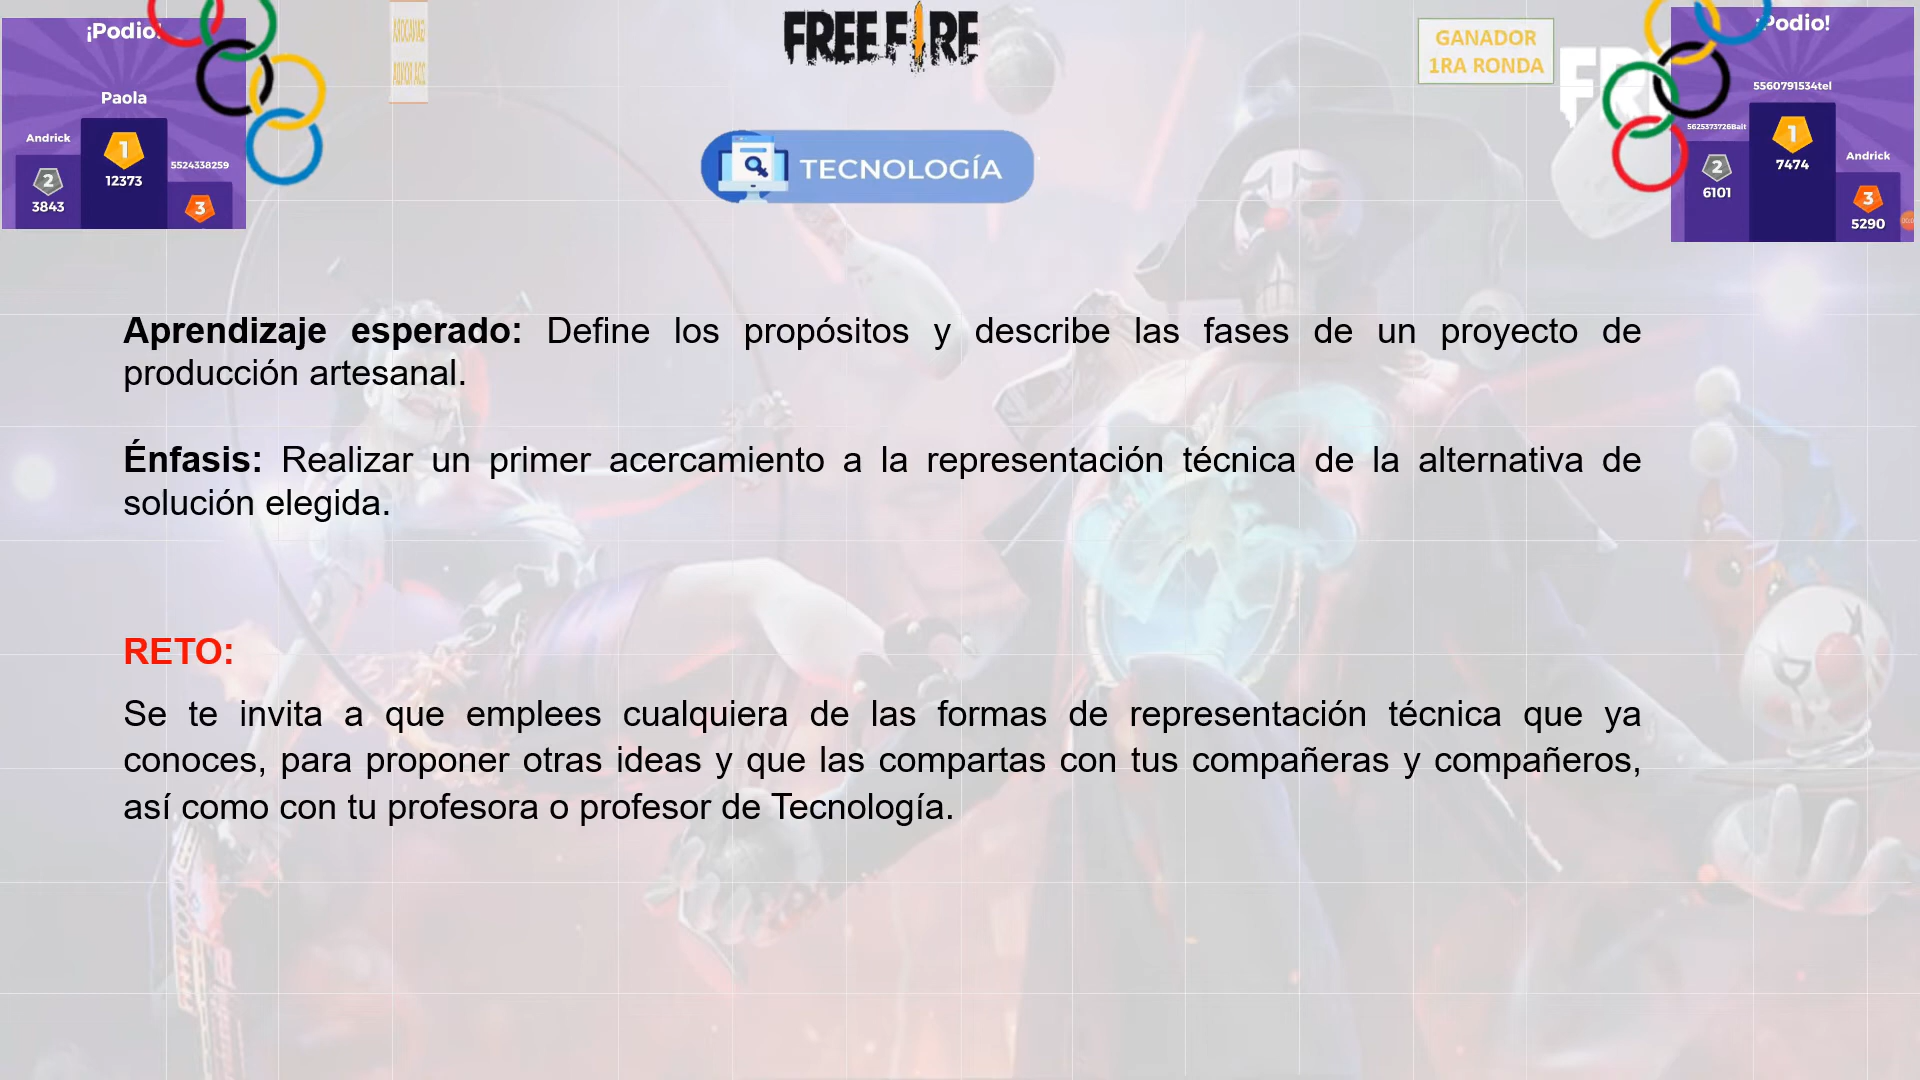 ¡Podio!
Paola
Andrick
5524338259
1
12373
2
3843
3
FREE FIRE
TECNOLOGÍA
GANADOR
1RA RONDA
¡Podio!
5560791534tel
5625373726Balt
Andrick
1
7474
2
6101
3
5290
Aprendizaje esperado: Define los propósitos y describe las fases de un proyecto de
producción artesanal.
Énfasis: Realizar un primer acercamiento a la representación técnica de la alternativa de
solución elegida.
RETO:
Se te invita a que emplees cualquiera de las formas de representación técnica que ya
conoces, para proponer otras ideas y que las compartas con tus compañeras y compañeros,
así como con tu profesora o profesor de Tecnología.